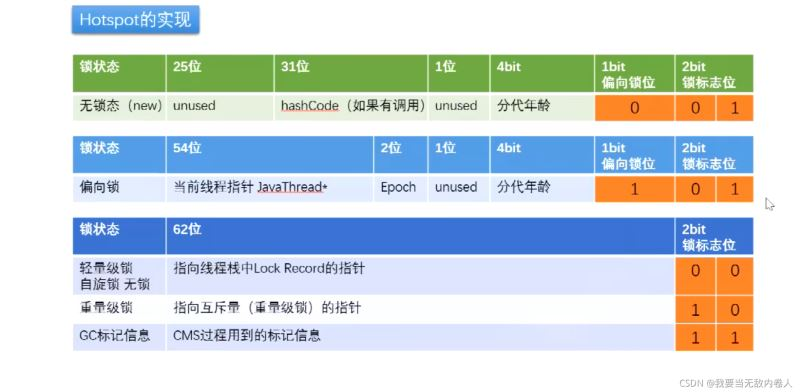 Hotspot的实现
锁状态 25位 31位 1位 4bit 1bit 2bit
偏向锁位 锁标志位
无锁态（new） unused hashCode（如果有调用） unused 分代年龄 0 0 1
锁状态 54位 2位 1位 4bit 1bit 2bit
偏向锁位 锁标志位
偏向锁 当前线程指针 JavaThread* Epoch unused 分代年龄 1 0 1
锁状态 62位 2bit
锁标志位
轻量级锁 指向线程栈中Lock Record的指针 0 0
自旋锁 无锁
重量级锁 指向互斥量（重量级锁）的指针 1 0
GC标记信息 CMS过程用到的标记信息 1 1
CSDN @我要当无敌内卷人